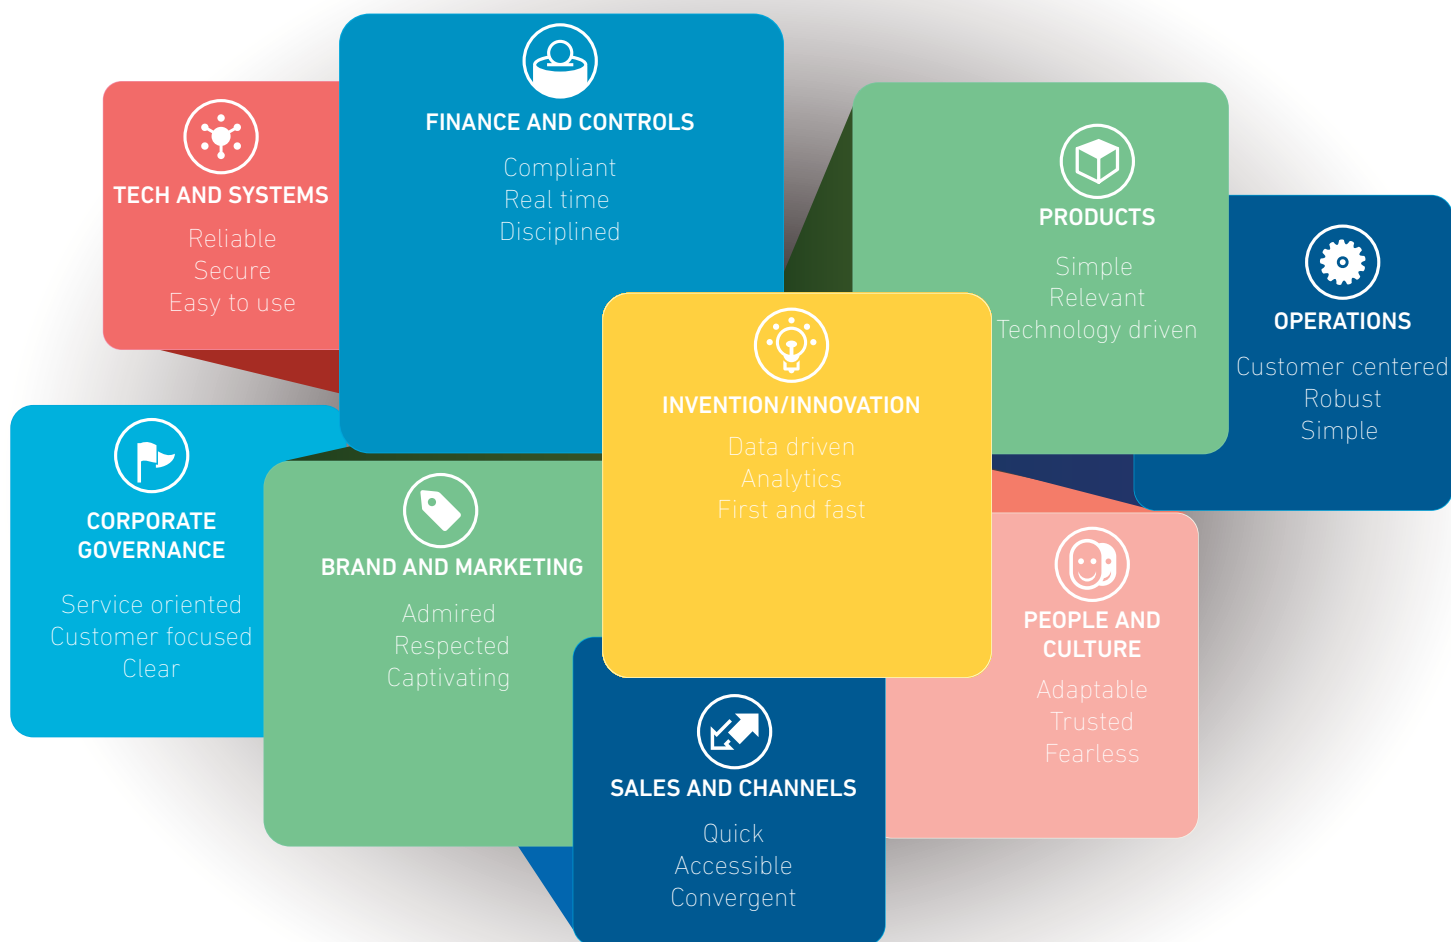 FINANCE AND CONTROLS
Compliant
Real time
Disciplined
TECH AND SYSTEMS
Reliable
Secure
Easy to use
PRODUCTS
Simple
Relevant
Technology driven
OPERATIONS
Customer centered
Robust
Simple
INVENTION/INNOVATION
Data driven
Analytics
First and fast
CORPORATE
GOVERNANCE
Service oriented
Customer focused
Clear
BRAND AND MARKETING
Admired
Respected
Captivating
PEOPLE AND
CULTURE
Adaptable
Trusted
Fearless
SALES AND CHANNELS
Quick
Accessible
Convergent